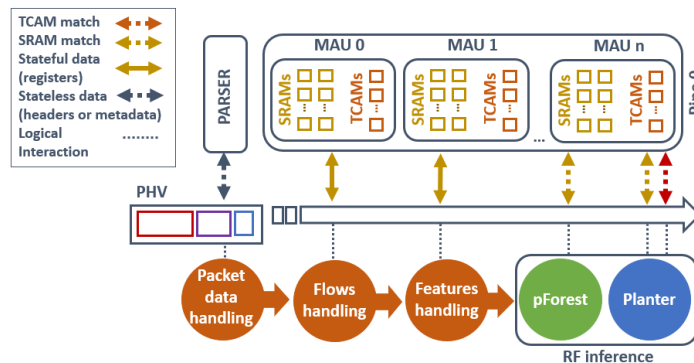 TCAM match
SRAM match
Stateful data
(registers)
Stateless data
(headers or metadata)
Logical
Interaction
PARSER
MAU 0
SRAMs
TCAMs
MAU 1
SRAMs
TCAMs
...
MAU n
SRAMs
TCAMs
PHV
Packet
data
handling
Flows
handling
Features
handling
pForest
Planter
RF inference